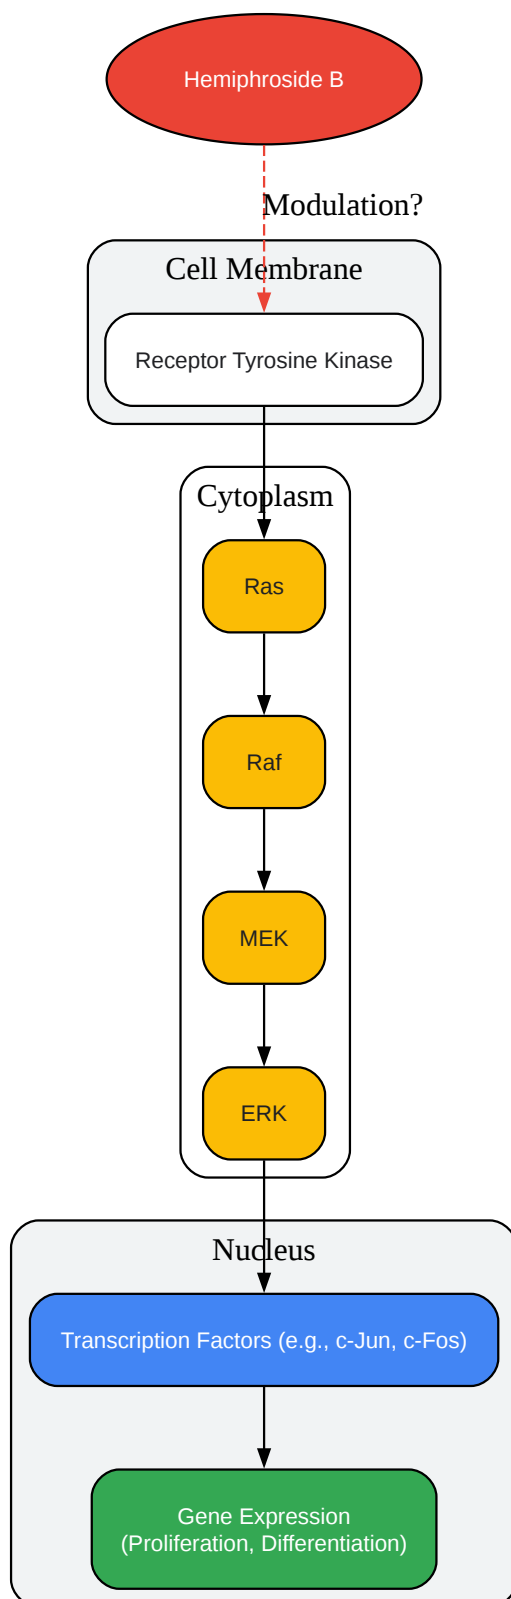 Hemiphroside B
Modulation?
Cell Membrane
Receptor Tyrosine Kinase
Cytoplasm
Ras
Raf
MEK
ERK
Nucleus
Transcription Factors (e.g., c-Jun, c-Fos)
Gene Expression
(Proliferation, Differentiation)